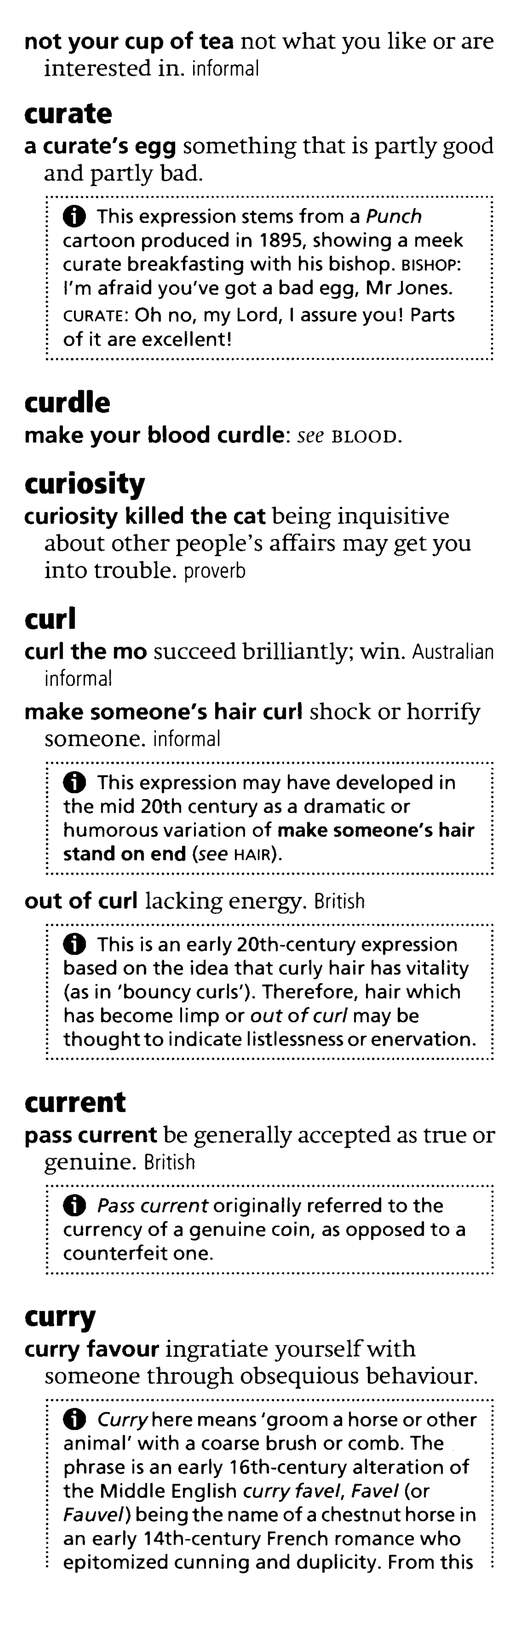 not your cup of tea not what you like or are
interested in. informal
curate
a curate's egg something that is partly good
and partly bad.
This expression stems from a Punch
cartoon produced in 1895, showing a meek
curate breakfasting with his bishop. BISHOP:
I'm afraid you've got a bad egg, Mr Jones.
CURATE: Oh no, my Lord, I assure you! Parts
of it are excellent!
curdle
make your blood curdle: see BLOOD.
curiosity
curiosity killed the cat being inquisitive
about other people's affairs may get you
into trouble. proverb
curl
curl the mo succeed brilliantly; win. Australian
informal
make someone's hair curl shock or horrify
someone. informal
This expression may have developed in
the mid 20th century as a dramatic or
humorous variation of make someone's hair
stand on end (see HAIR).
out of curl lacking energy. British
This is an early 20th-century expression
based on the idea that curly hair has vitality
(as in 'bouncy curls'). Therefore, hair which
has become limp or out of curl may be
thought to indicate listlessness or enervation.
current
pass current be generally accepted as true or
genuine. British
Pass current originally referred to the
currency of a genuine coin, as opposed to a
counterfeit one.
curry
curry favour ingratiate yourself with
someone through obsequious behaviour.
Curry here means 'groom a horse or other
animal' with a coarse brush or comb. The
phrase is an early 16th-century alteration of
the Middle English curry favel, Favel (or
Fauvel) being the name of a chestnut horse in
an early 14th-century French romance who
epitomized cunning and duplicity. From this